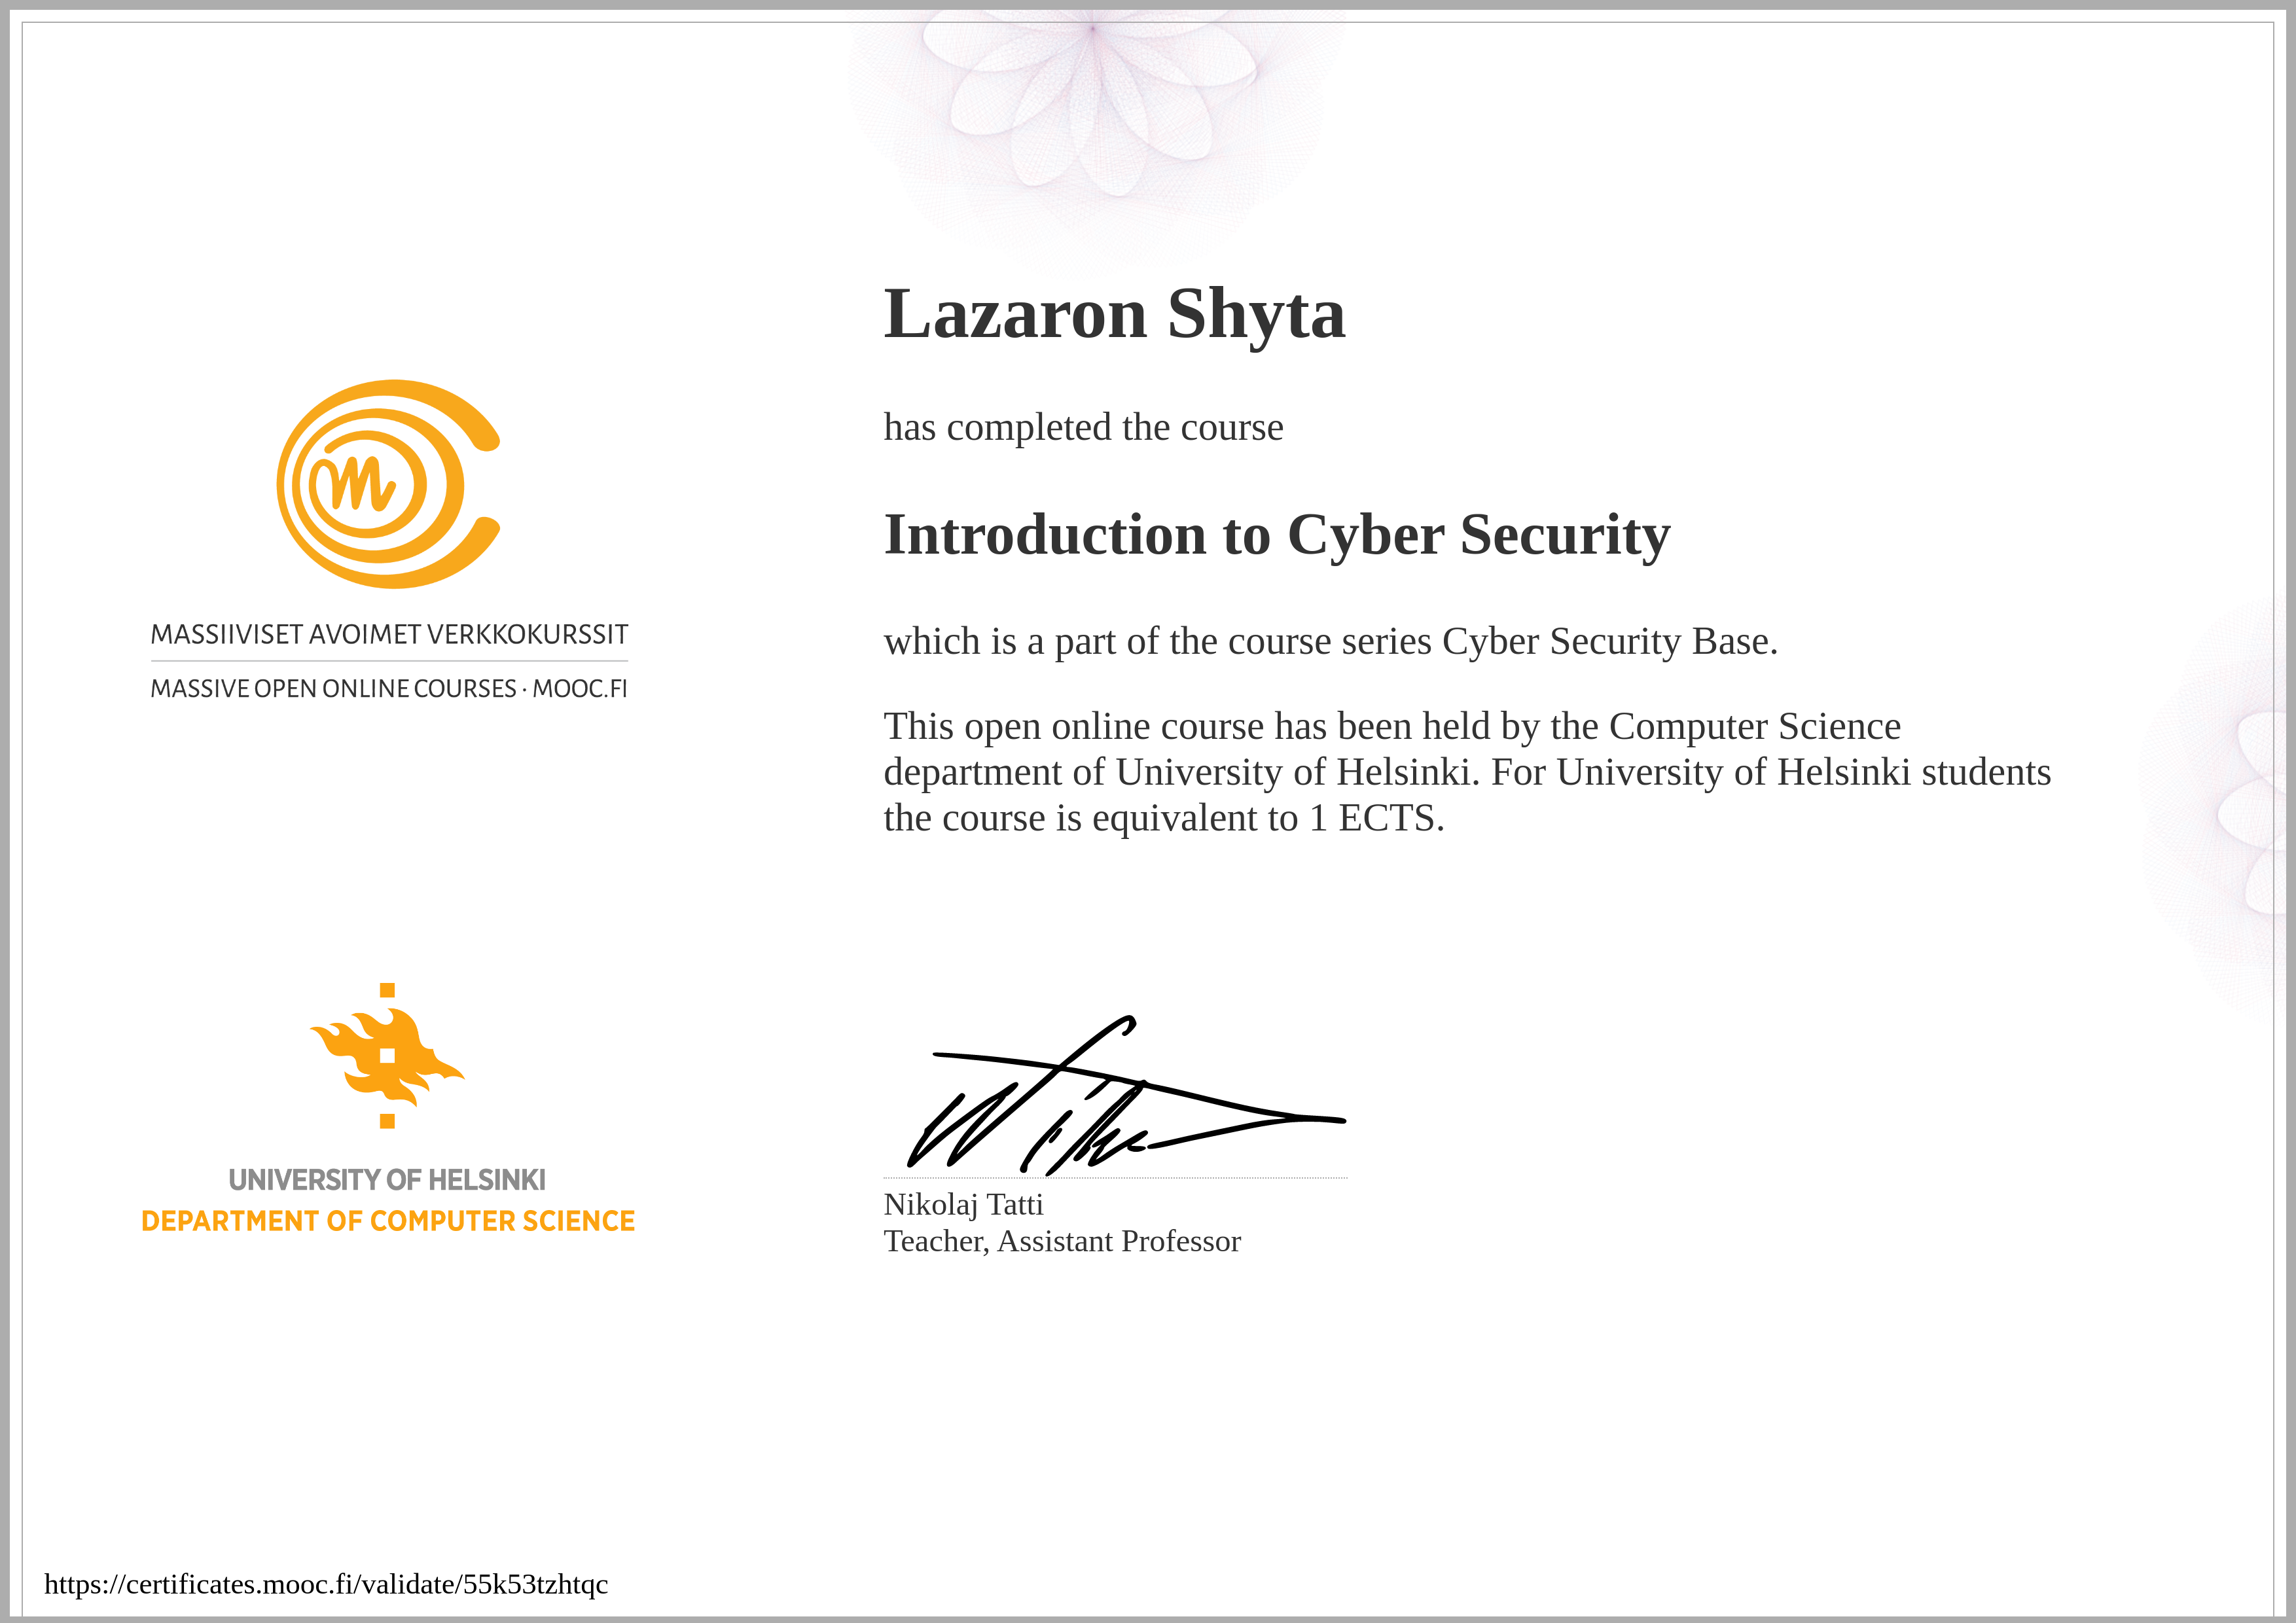 Lazaron Shyta
has completed the course
Introduction to Cyber Security
which is a part of the course series Cyber Security Base.
This open online course has been held by the Computer Science
department of University of Helsinki. For University of Helsinki students
the course is equivalent to 1 ECTS.
MASSIIVISET AVOIMET VERKKOKURSSIT
MASSIVE OPEN ONLINE COURSES · MOOC.FI
UNIVERSITY OF HELSINKI
DEPARTMENT OF COMPUTER SCIENCE
Nikolaj Tatti
Teacher, Assistant Professor
https://certificates.mooc.fi/validate/55k53tzhtqc